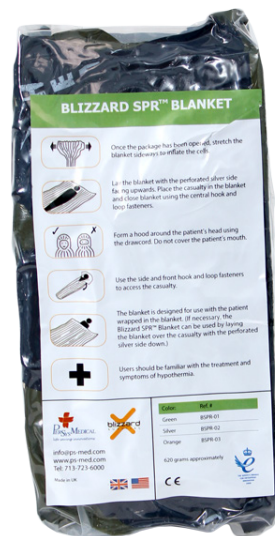 BLIZZARD SPR™ BLANKET
Once the package has been opened, stretch the
blanket sideways to inflate the cells.
Lay the blanket with the perforated silver side
facing upwards. Place the casualty in the blanket
and close blanket using the central hook and
loop fasteners.
Form a hood around the patient's head using
the drawcord. Do not cover the patient's mouth.
Use the side and front hook and loop fasteners
to access the casualty.
The blanket is designed for use with the patient
wrapped in the blanket. (If necessary, the
Blizzard SPR™ Blanket can be used by laying
the blanket over the casualty with the perforated
silver side down.)
Users should be familiar with the treatment and
symptoms of hypothermia.
MEDICAL
blizzard
info@ps-med.com
www.ps-med.com
Tel: 713-723-6000
Made in UK
Color: Ref #
Green BSPR-01
Silver BSPR-02
Orange BSPR-03
620 grams approximately
CE